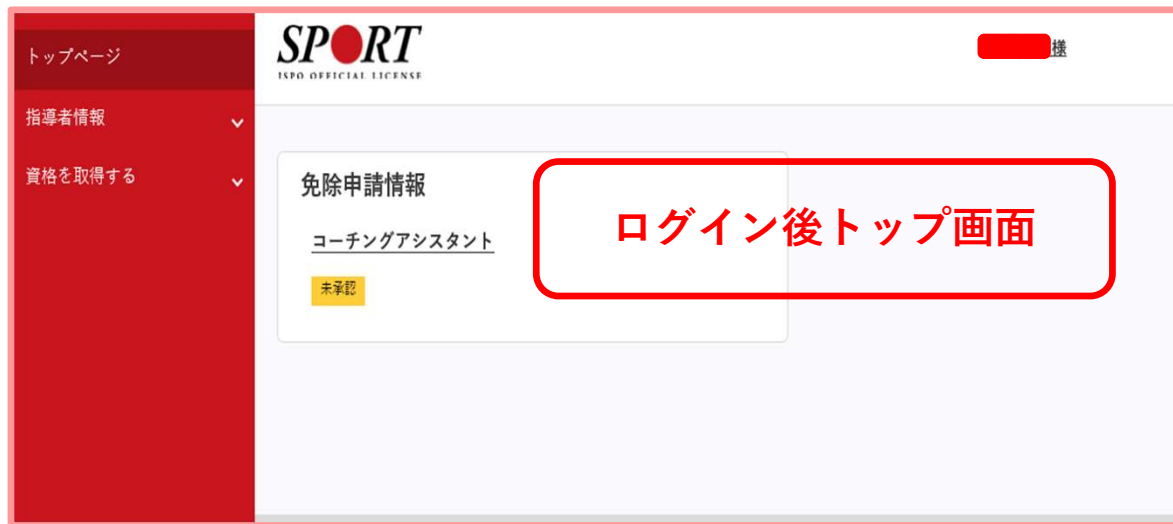 トップページ
指導者情報
資格を取得する
SPORT
JSPO OFFICIAL LICENSE
様
免除申請情報
コーチングアシスタント
未承認
ログイン後トップ画面